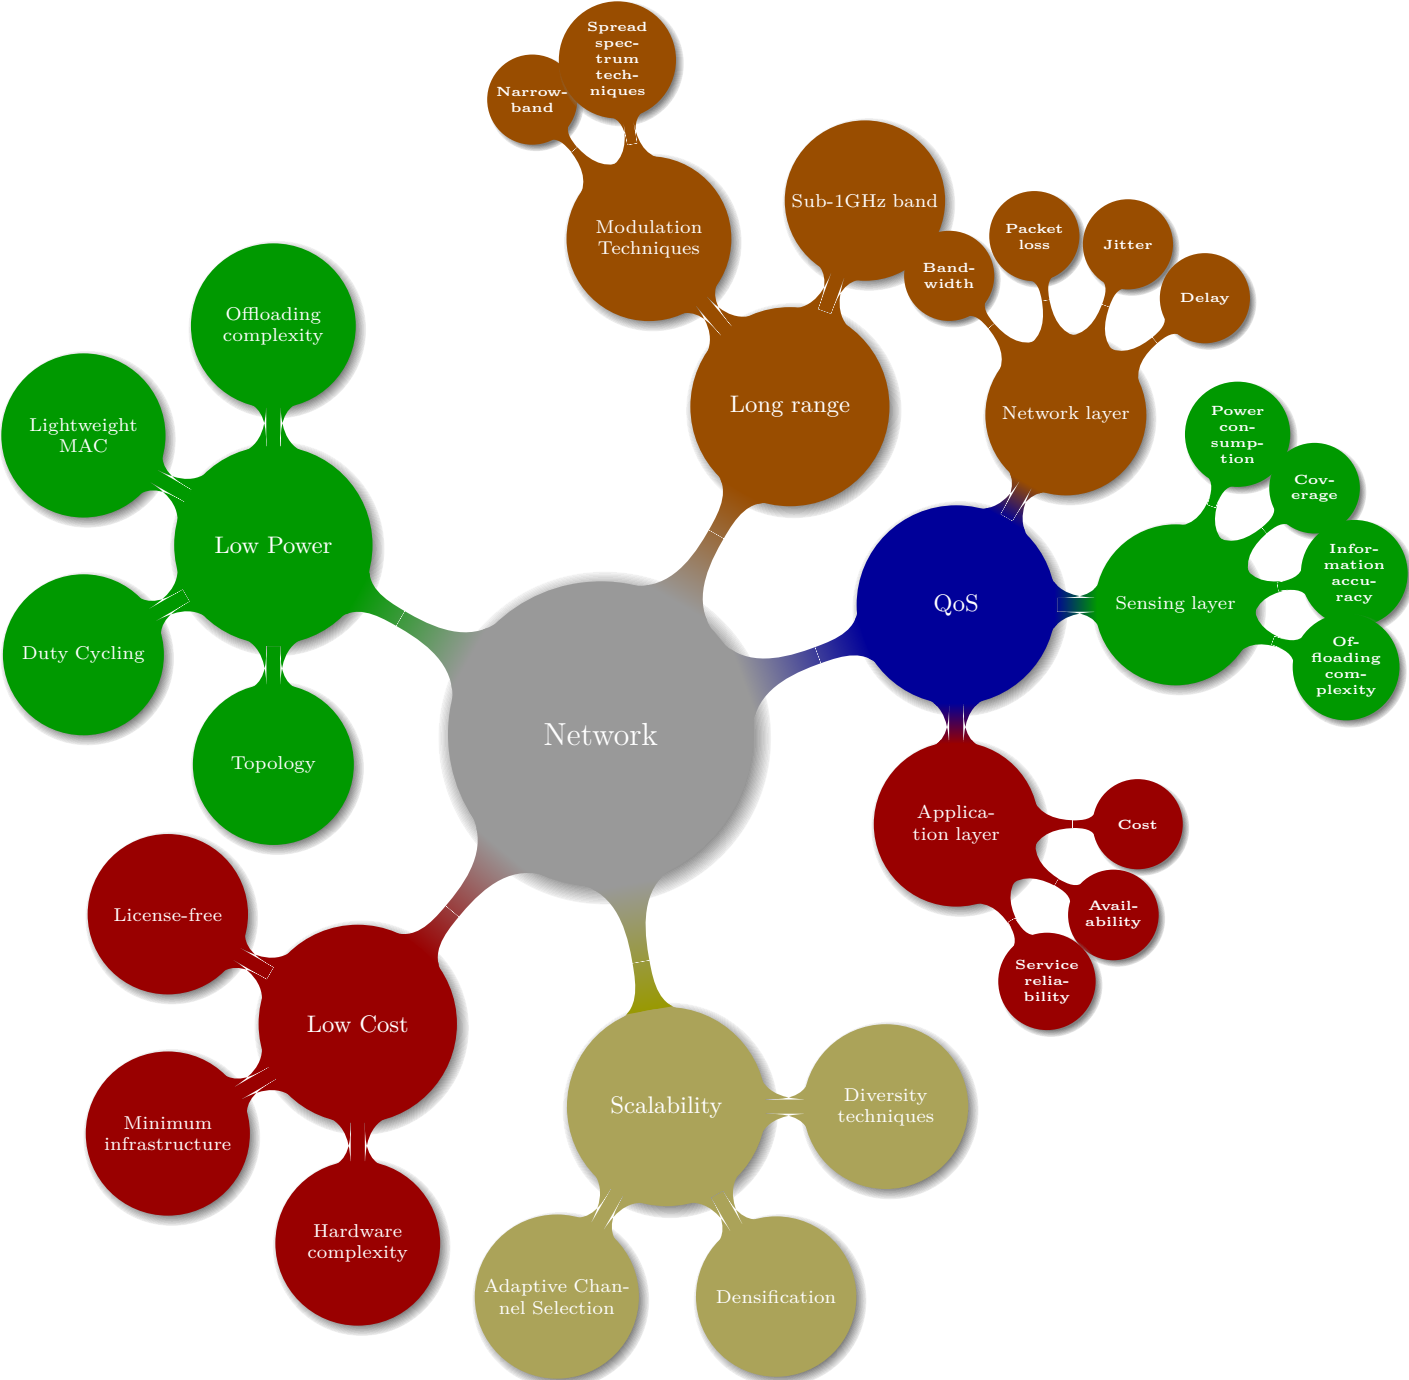 Spread
spec-
trum
tech-
niques
Narrow-
band
Modulation
Techniques
Sub-1GHz band
Long range
Band-
width
Packet
loss
Jitter
Delay
Network layer
Offloading
complexity
Lightweight
MAC
Low Power
Duty Cycling
Topology
Power
con-
sump-
tion
Cov-
erage
Infor-
mation
accu-
racy
Of-
floading
com-
plexity
Sensing layer
QoS
Network
Applica-
tion layer
Cost
Avail-
ability
Service
relia-
bility
License-free
Low Cost
Minimum
infrastructure
Hardware
complexity
Scalability
Diversity
techniques
Adaptive Chan-
nel Selection
Densification